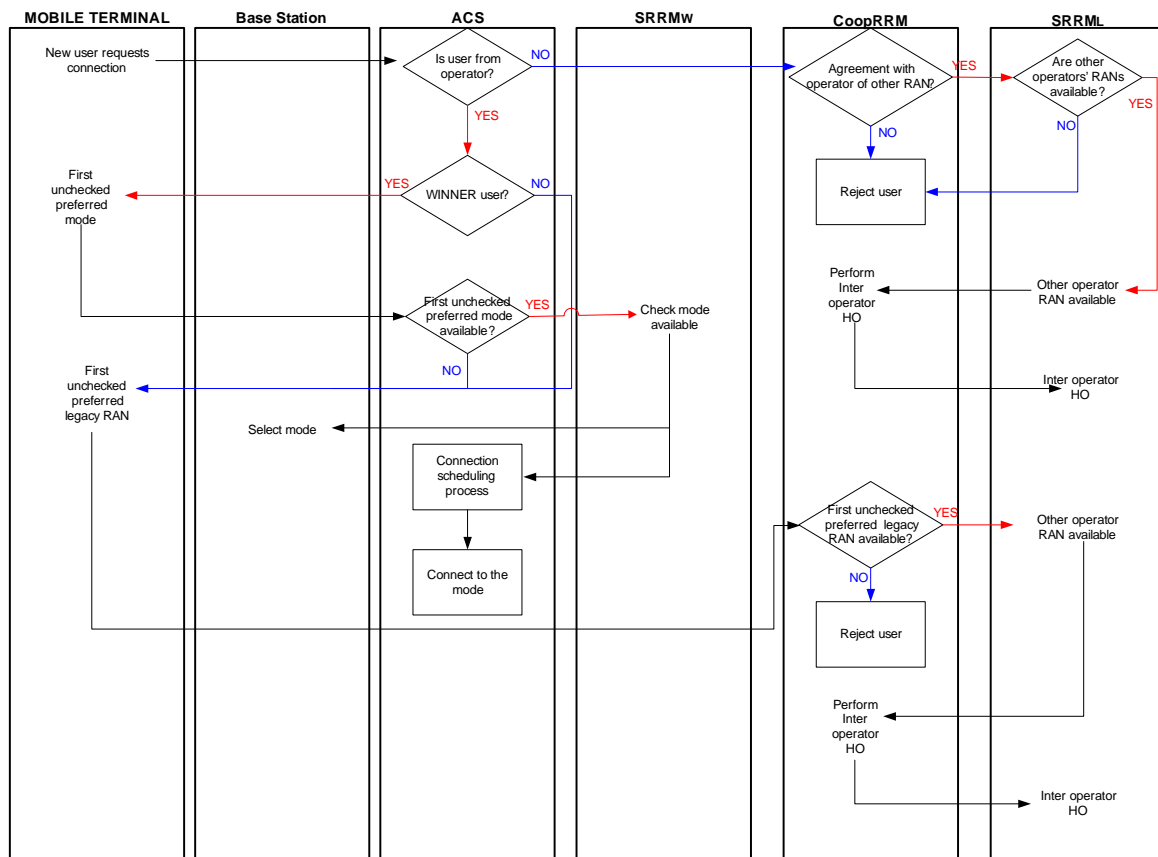 MOBILE TERMINAL
Base Station
ACS
SRRMw
CoopRRM
SRRML
New user requests
connection
Is user from
operator?
NO
YES
Agreement with
operator of other RAN?
YES
NO
Are other
operators' RANs
available?
YES
NO
Reject user
First
unchecked
preferred
mode
YES
WINNER user?
NO
First unchecked
preferred mode
available?
YES
NO
Check mode
available
Perform
Inter
operator
HO
Other operator
RAN available
Inter operator
HO
First
unchecked
preferred
legacy RAN
Select mode
Connection
scheduling
process
Connect to the
mode
First unchecked
preferred legacy
RAN available?
YES
NO
Other operator
RAN available
Reject user
Perform
Inter
operator
HO
Inter operator
HO